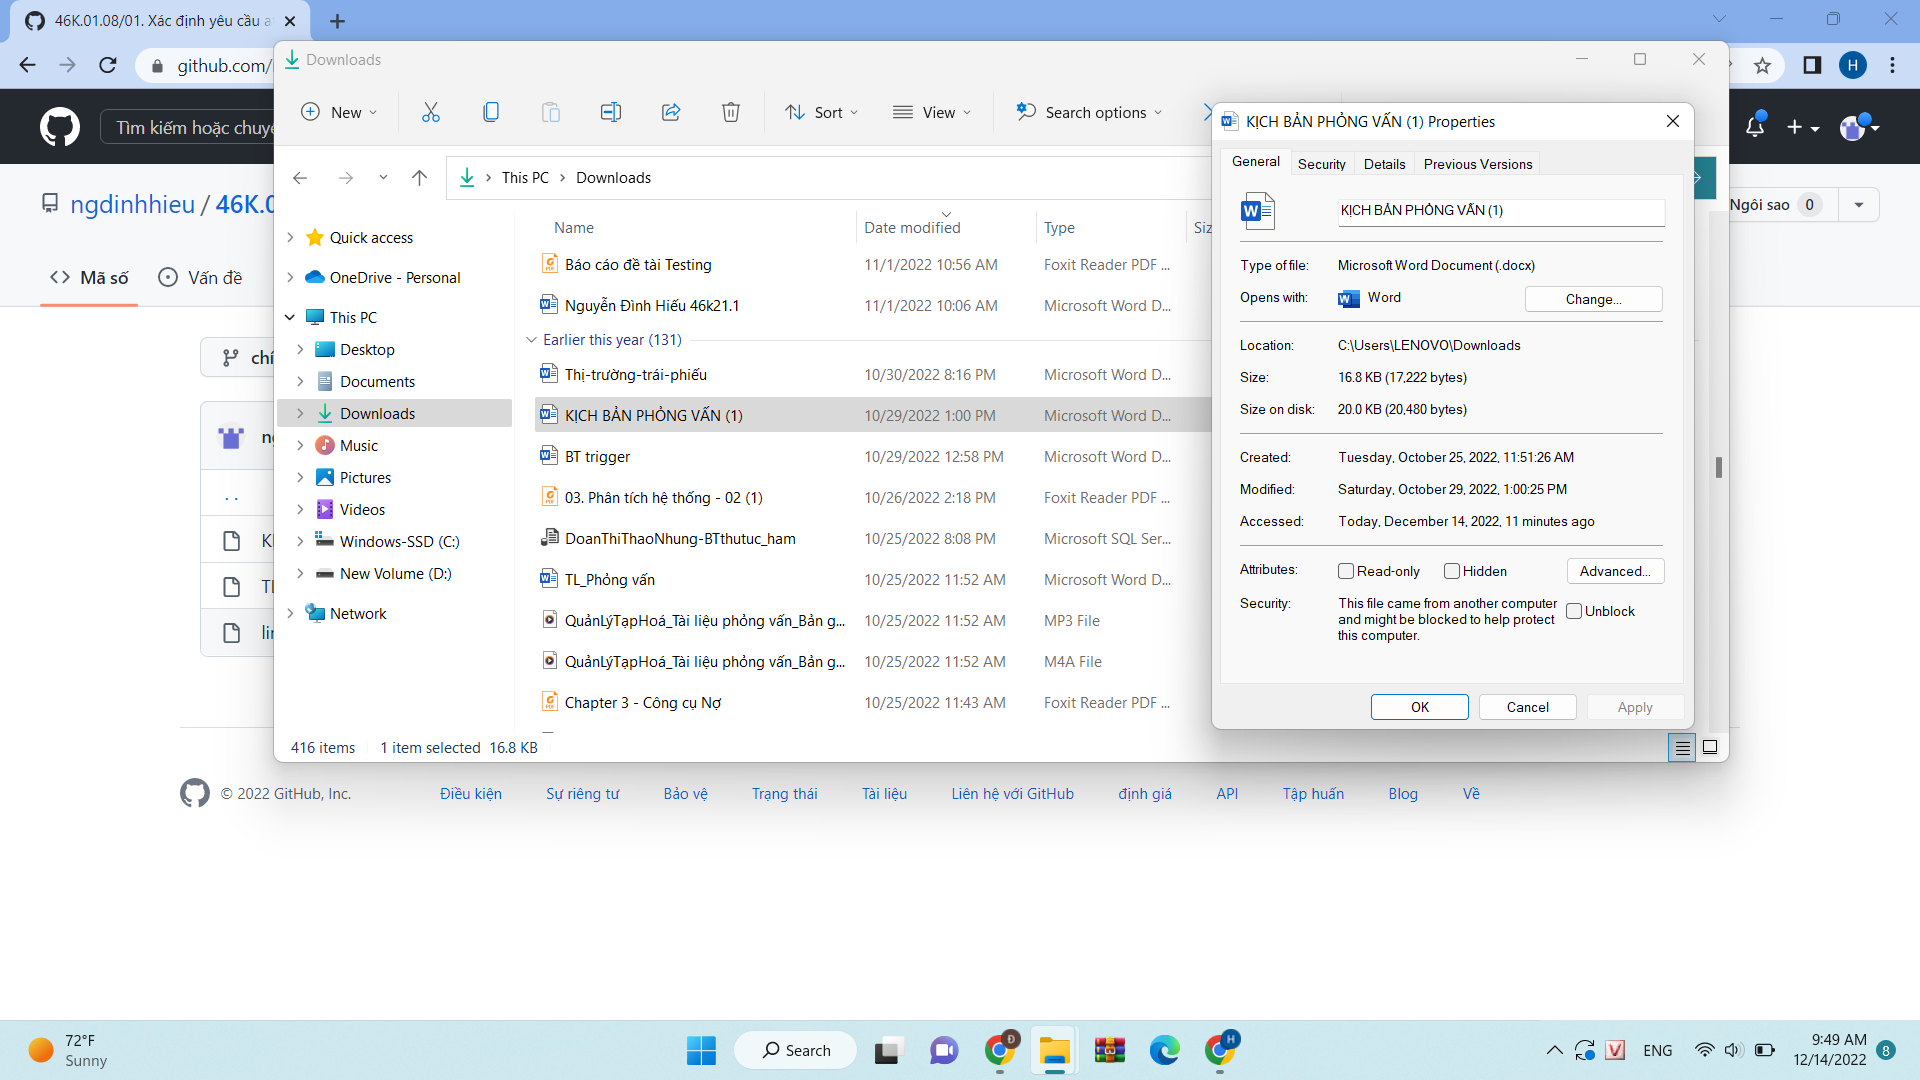 46K.01.08/01. Xác định yêu cầu a
github.com/
Downloads
New
Sort
View
Search options
This PC
Downloads
Tìm kiếm hoặc chuyể
ngdinhhieu / 46K.0
Mã số
Vấn đề
Ngôi sao 0
chí
Quick access
OneDrive - Personal
This PC
Desktop
Documents
Downloads
Music
Pictures
Videos
Windows-SSD (C:)
New Volume (D:)
Network
Name Date modified Type Siz
Báo cáo đề tài Testing 11/1/2022 10:56 AM Foxit Reader PDF ...
Nguyễn Đình Hiếu 46k21.1 11/1/2022 10:06 AM Microsoft Word D...
Earlier this year (131)
Thị-trường-trái-phiếu 10/30/2022 8:16 PM Microsoft Word D...
KỊCH BẢN PHỎNG VẤN (1) 10/29/2022 1:00 PM Microsoft Word D...
BT trigger 10/29/2022 12:58 PM Microsoft Word D...
03. Phân tích hệ thống - 02 (1) 10/26/2022 2:18 PM Foxit Reader PDF ...
DoanThiThaoNhung-BTthutuc_ham 10/25/2022 8:08 PM Microsoft SQL Ser...
TL_Phỏng vấn 10/25/2022 11:52 AM Microsoft Word D...
QuảnLýTạpHoá_Tài liệu phỏng vấn_Bản g... 10/25/2022 11:52 AM MP3 File
QuảnLýTạpHoá_Tài liệu phỏng vấn_Bản g... 10/25/2022 11:52 AM M4A File
Chapter 3 - Công cụ Nợ 10/25/2022 11:43 AM Foxit Reader PDF ...
416 items 1 item selected 16.8 KB
KỊCH BẢN PHỎNG VẤN (1) Properties
General Security Details Previous Versions
KỊCH BẢN PHỎNG VẤN (1)
Type of file: Microsoft Word Document (.docx)
Opens with: Word Change...
Location: C:\Users\LENOVO\Downloads
Size: 16.8 KB (17,222 bytes)
Size on disk: 20.0 KB (20,480 bytes)
Created: Tuesday, October 25, 2022, 11:51:26 AM
Modified: Saturday, October 29, 2022, 1:00:25 PM
Accessed: Today, December 14, 2022, 11 minutes ago
Attributes: Read-only Hidden Advanced...
Security: This file came from another computer
and might be blocked to help protect
this computer.
Unblock
OK Cancel Apply
© 2022 GitHub, Inc. Điều kiện Sự riêng tư Bảo vệ Trạng thái Tài liệu Liên hệ với GitHub định giá API Tập huấn Blog Về
72°F
Sunny
Search
ENG
9:49 AM
12/14/2022
8